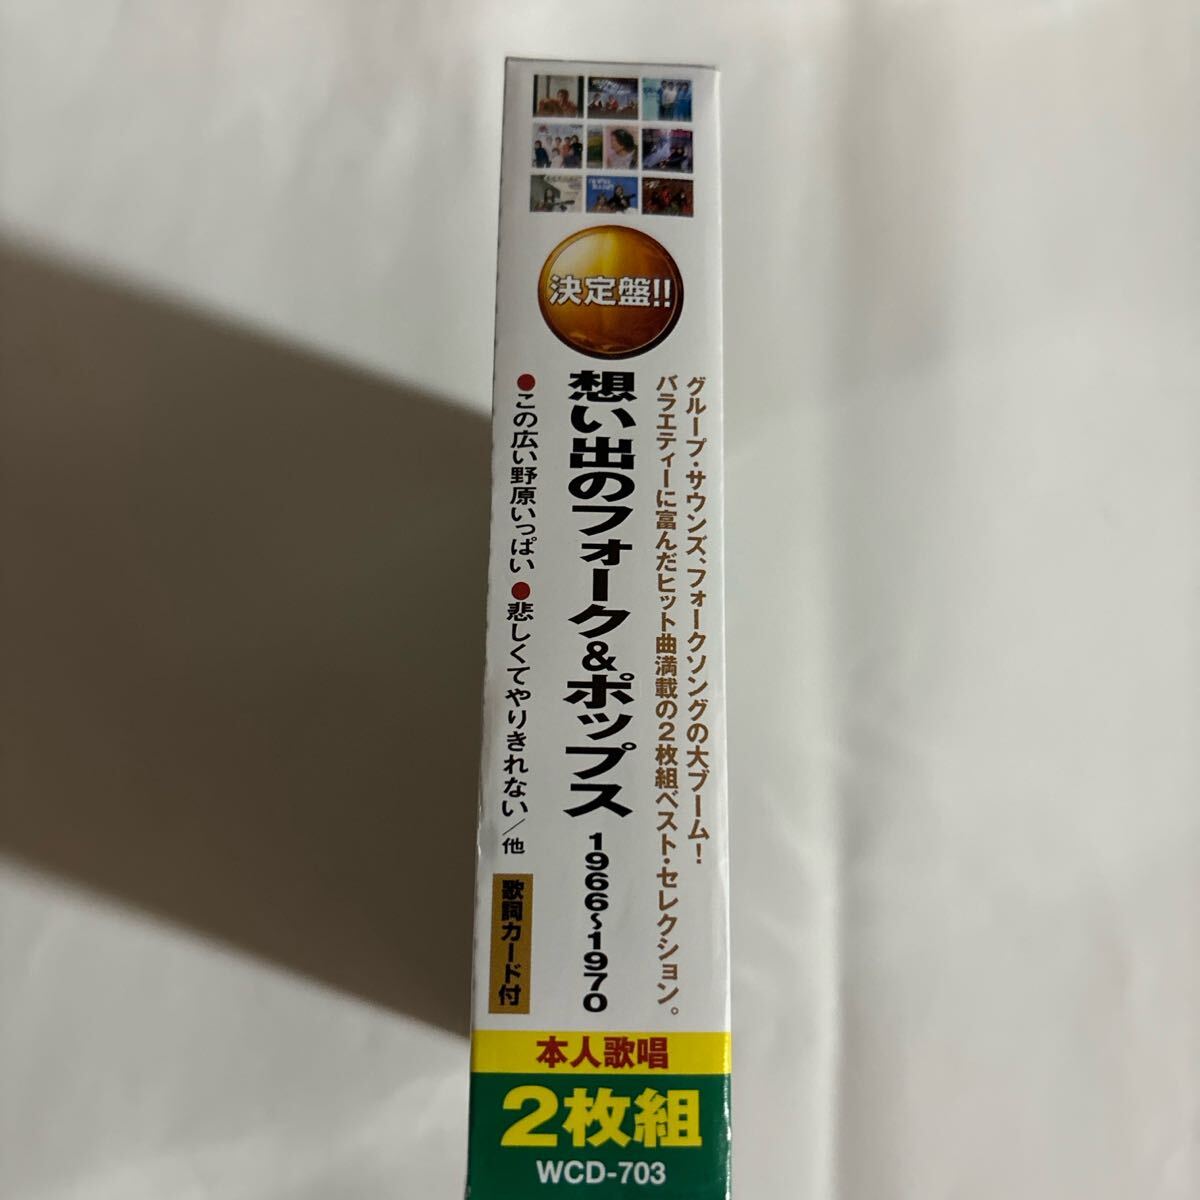 決定盤!!
グループ・サウンズ、フォークソングの大ブーム!
バラエティーに富んだヒット曲満載の2枚組ベスト・セレクション。
想い出のフォーク&ポップス 1966~1970
●この広い野原いっぱい ●悲しくてやりきれない/他
歌詞カード付
本人歌唱
2枚組
WCD-703